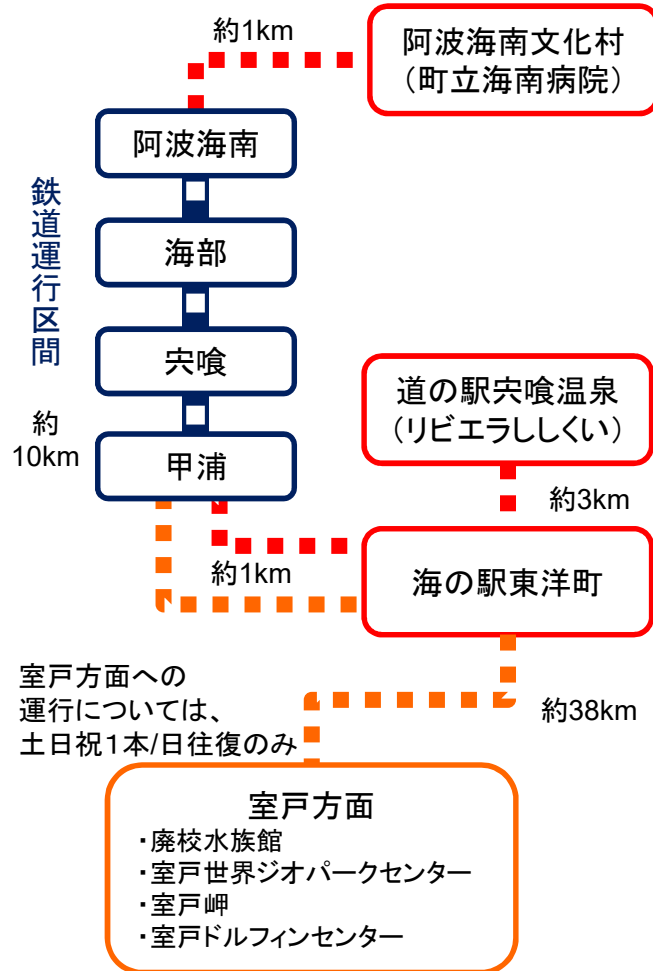 約1km
阿波海南文化村
（町立海南病院）
阿波海南
鉄道運行区間
海部
宍喰
約
10km
甲浦
道の駅宍喰温泉
（リビエラししくい）
約3km
約1km
海の駅東洋町
室戸方面への
運行については、
土日祝１本/日往復のみ
約38km
室戸方面
・廃校水族館
・室戸世界ジオパークセンター
・室戸岬
・室戸ドルフィンセンター